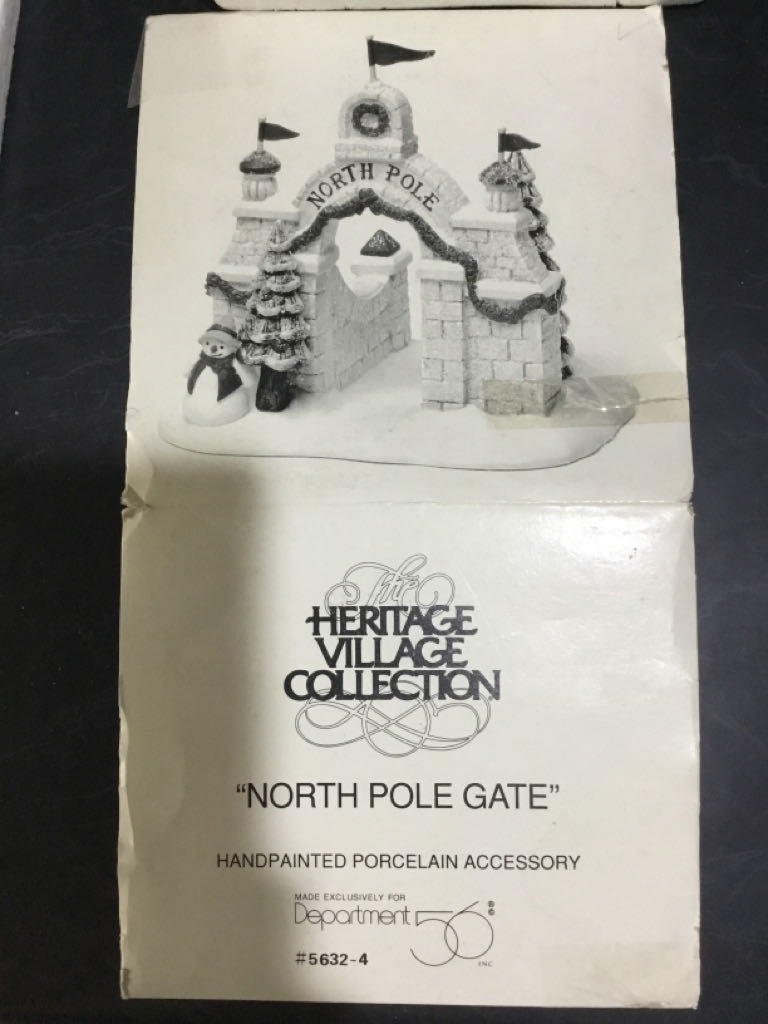 NORTH POLE
The
HERITAGE
VILLAGE
COLLECTION
“NORTH POLE GATE”
HANDPAINTED PORCELAIN ACCESSORY
MADE EXCLUSIVELY FOR
Department 56
INC
#5632-4